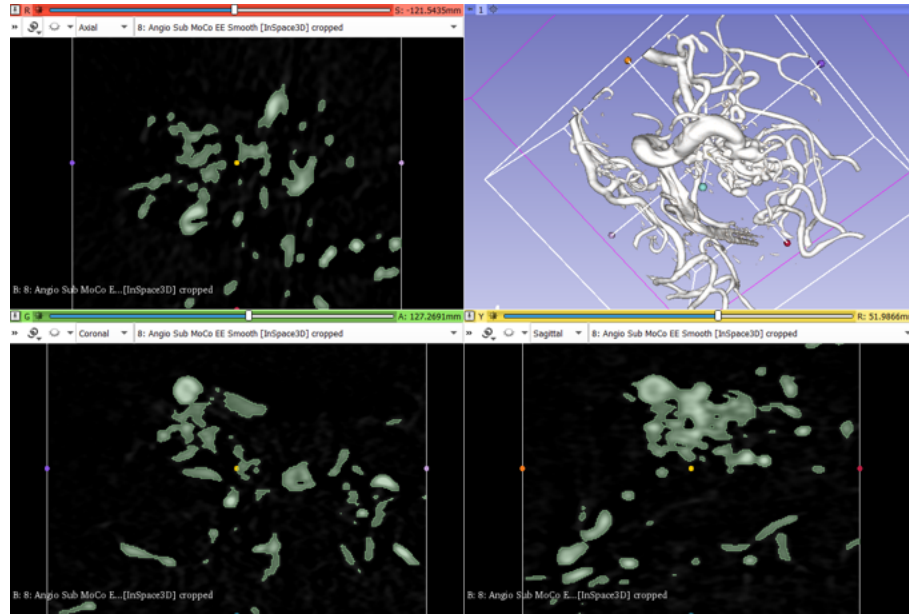 R S: -121.5435mm
» Axial 8: Angio Sub MoCo EE Smooth [InSpace3D] cropped
B: 8: Angio Sub MoCo E...[InSpace3D] cropped
1
G A: 127.2691mm
» Coronal 8: Angio Sub MoCo EE Smooth [InSpace3D] cropped
B: 8: Angio Sub MoCo E...[InSpace3D] cropped
Y R: 51.9866mm
» Sagittal 8: Angio Sub MoCo EE Smooth [InSpace3D] cropped
B: 8: Angio Sub MoCo E...[InSpace3D] cropped